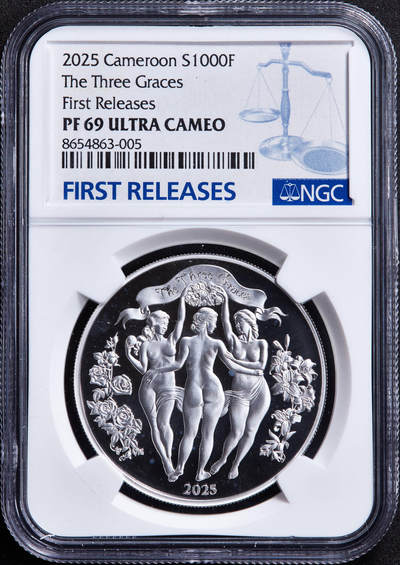 2025 Cameroon S1000F
The Three Graces
First Releases
PF 69 ULTRA CAMEO
8654863-005
FIRST RELEASES
NGC
The Three Graces
2025